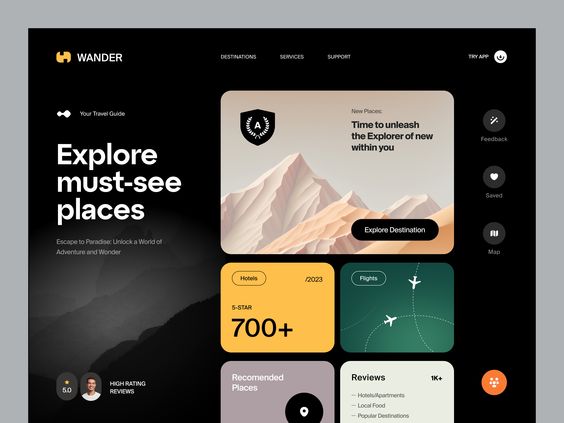 WANDER
DESTINATIONS
SERVICES
SUPPORT
TRY APP
Your Travel Guide
Explore
must-see
places
Escape to Paradise: Unlock a World of
Adventure and Wonder
5.0
HIGH RATING
REVIEWS
A
New Places:
Time to unleash
the Explorer of new
within you
Explore Destination
Hotels
/2023
5-STAR
700+
Flights
Recomended
Places
Reviews
1K+
— Hotels/Apartments
— Local Food
— Popular Destinations
Feedback
Saved
Map